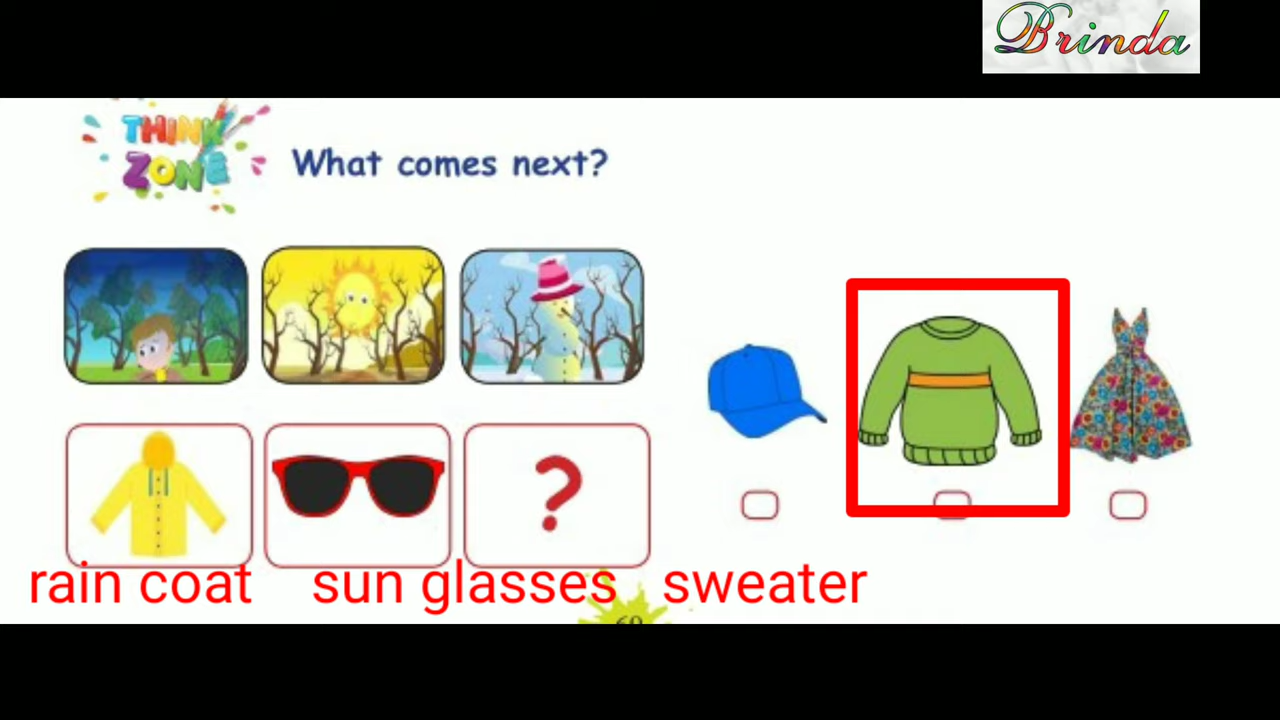 Brinda
THINK
ZONE
What comes next?
?
rain coat sun glasses sweater